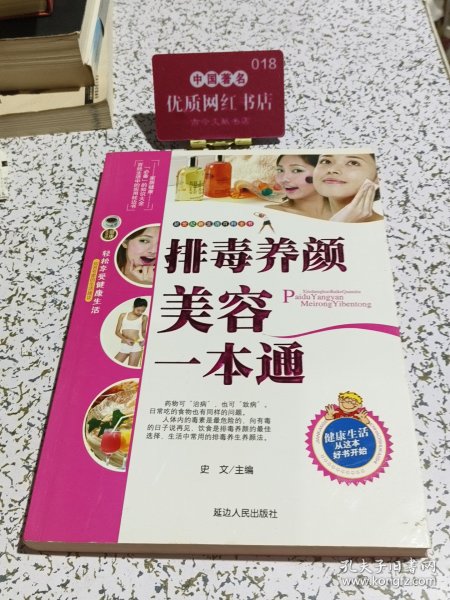 018
中国著名
优质网红书店
古今文献书店
排毒养颜
美容
一本通
PaiduYangyan
MeirongYibentong
轻松享受健康生活
药物可“治病”，也可“致病”，
日常吃的食物也有同样的问题。
人体内的毒素是最危险的，向有毒
的日子说再见，饮食是排毒养颜的最佳
选择，生活中常用的排毒养生养颜法。
史 文/主编
健康生活
从这本
好书开始
延边人民出版社
孔夫子旧书网
www.kongfz.com